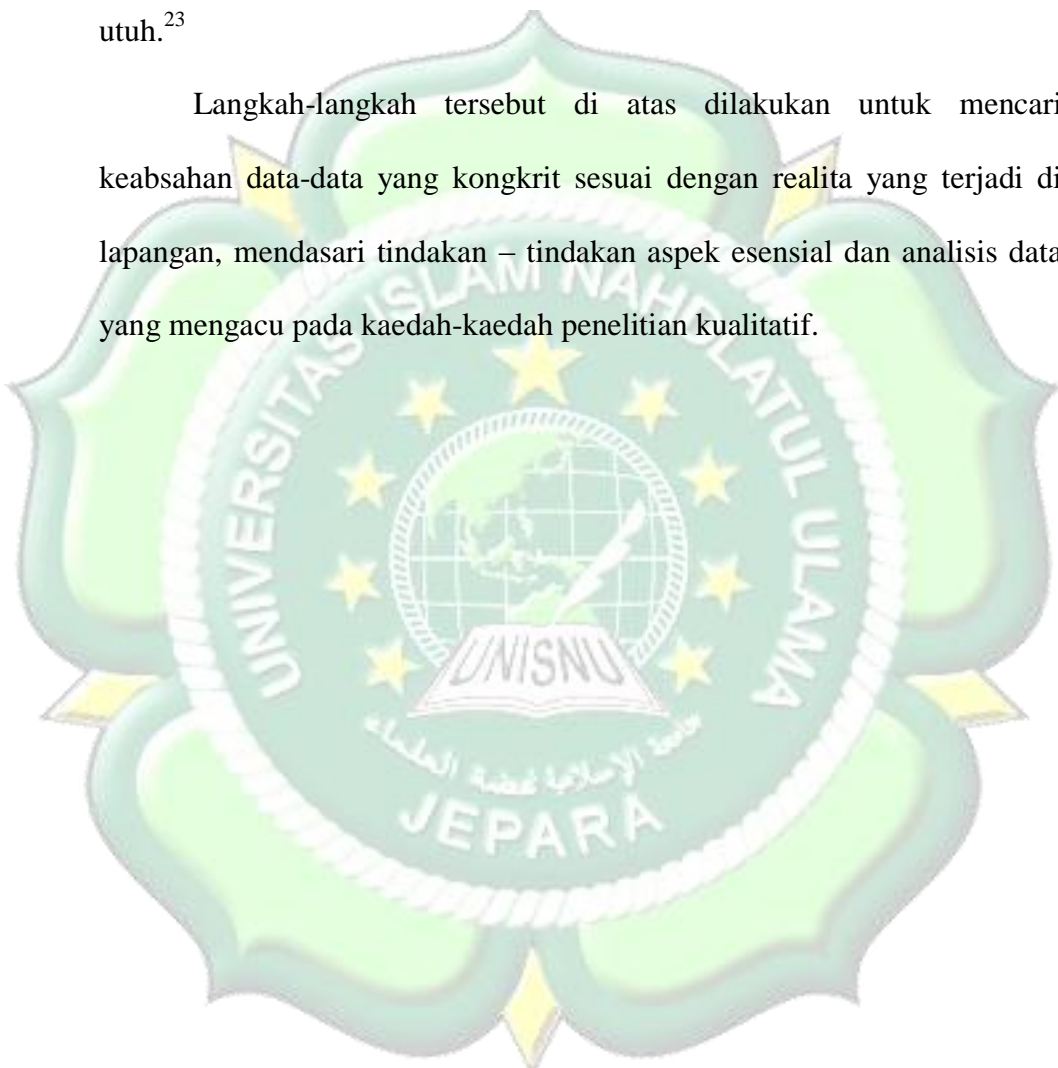 utuh.23
Langkah-langkah tersebut di atas dilakukan untuk mencari
keabsahan data-data yang kongkrit sesuai dengan realita yang terjadi di
lapangan, mendasari tindakan – tindakan aspek esensial dan analisis data
yang mengacu pada kaedah-kaedah penelitian kualitatif.
UNIVERSITAS ISLAM NAHDLATUL ULAMA
UNISNU
JEPARA